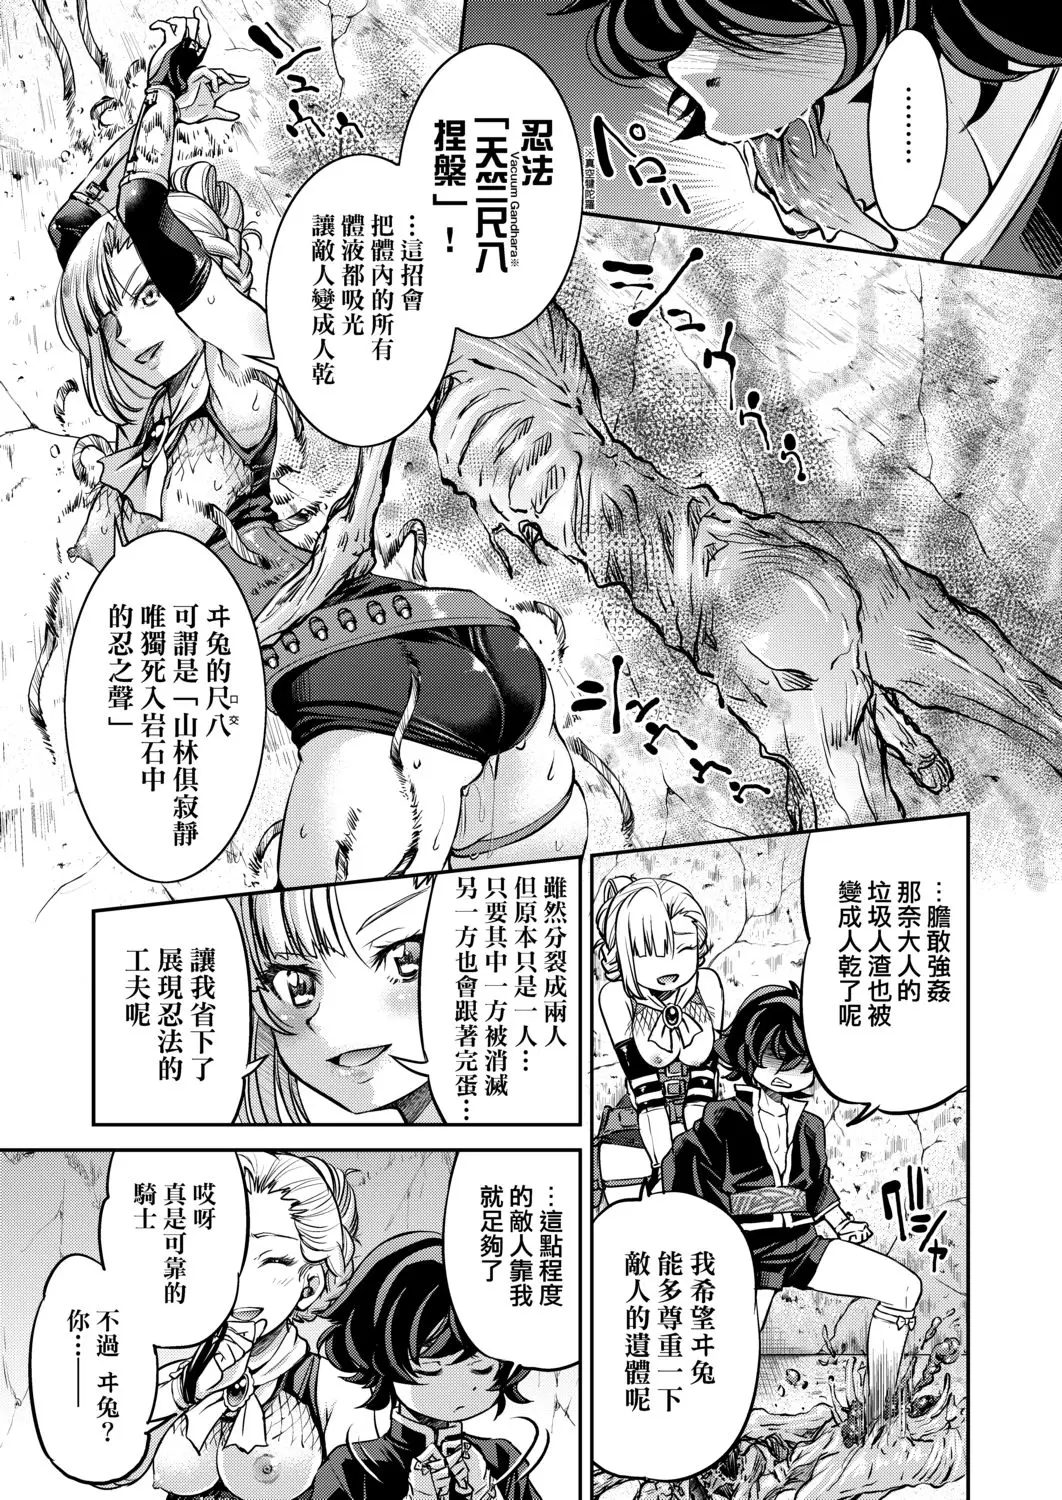 ………
※真空健陀羅
忍法
「天竺尺八
Vacuum Gandhara※
捏槃」！
…這招會
把體內的所有
體液都吸光
讓敵人變成人乾
ヰ兔的尺八
口交
可謂是「山林俱寂靜
唯獨死入岩石中
的忍之聲」
…膽敢強姦
那奈大人的
垃圾人渣也被
變成人乾了呢
我希望ヰ兔
能多尊重一下
敵人的遺體呢
雖然分裂成兩人
但原本只是一人…
只要其中一方被消滅
另一方也會跟著完蛋…
讓我省下了
展現忍法的
工夫呢
…這點程度
的敵人靠我
就足夠了
哎呀
真是可靠的
騎士
不過 ヰ兔？
你…──